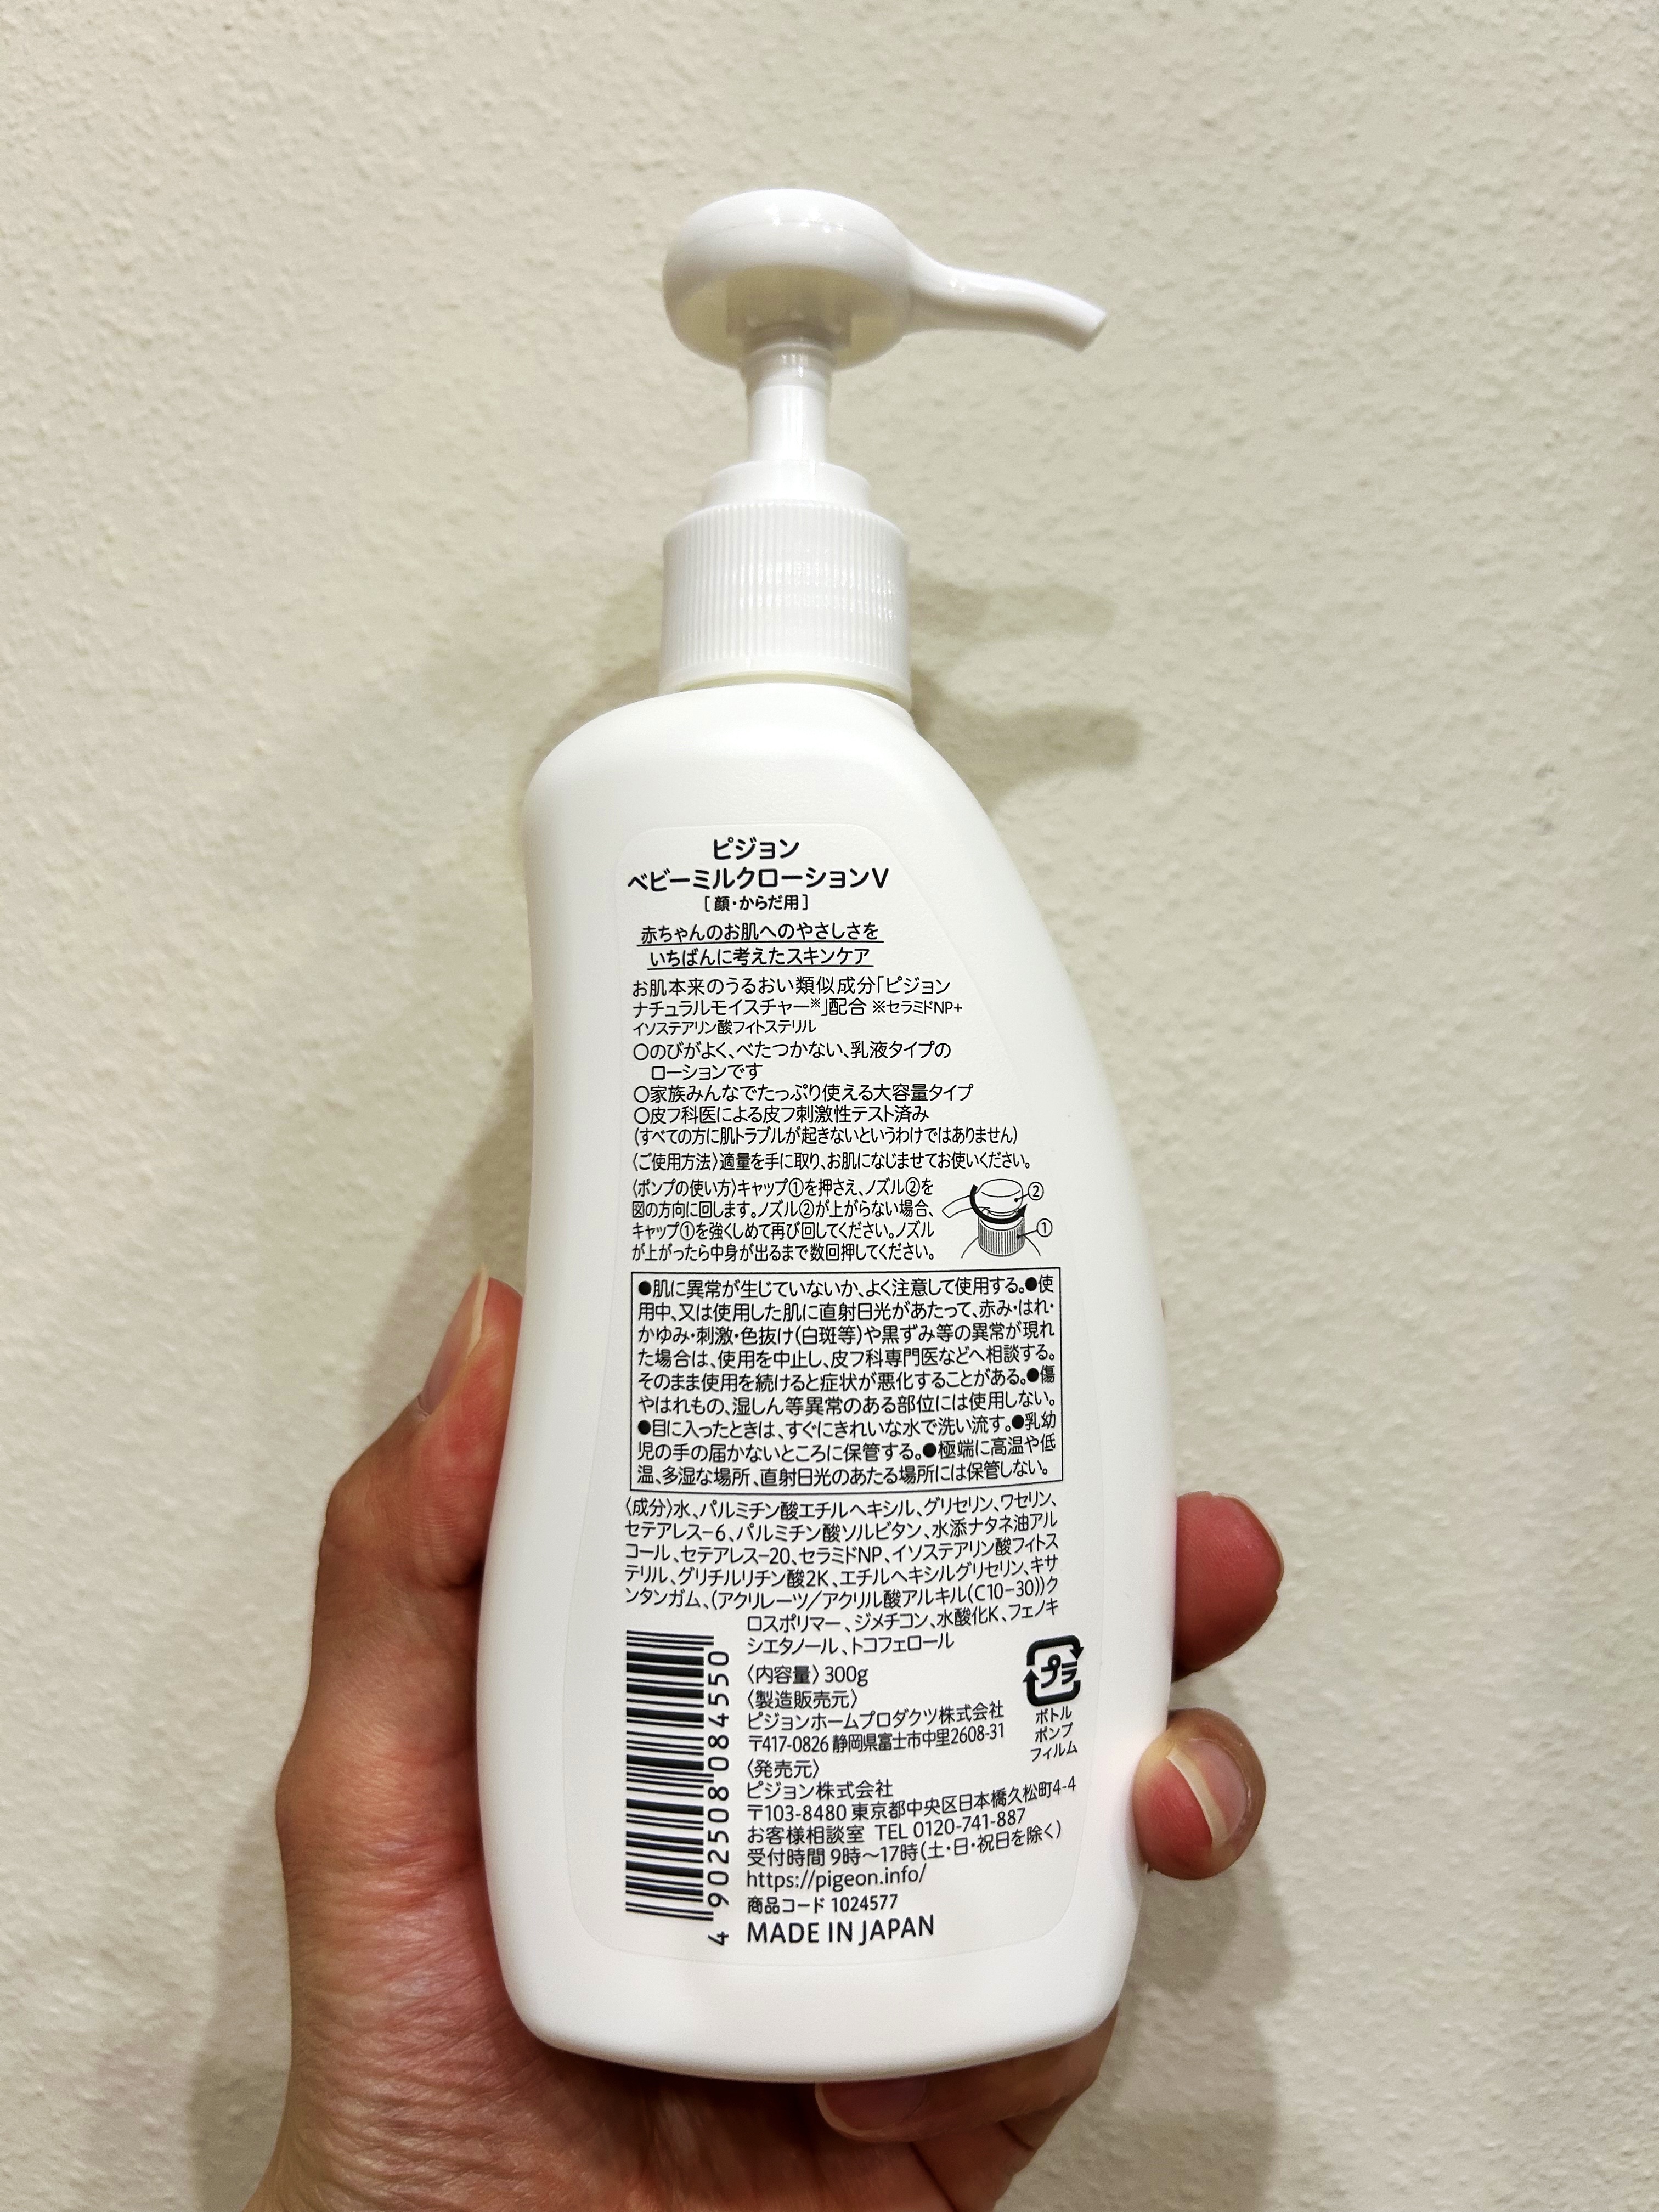 ピジョン
ベビーミルクローションV
[顔・からだ用]
赤ちゃんのお肌へのやさしさを
いちばんに考えたスキンケア
お肌本来のうるおい類似成分「ピジョン
ナチュラルモイスチャー※」配合 ※セラミドNP+
イソステアリン酸フィトステリル
○のびがよく、べたつかない、乳液タイプの
ローションです
○家族みんなでたっぷり使える大容量タイプ
○皮フ科医による皮フ刺激性テスト済み
(すべての方に肌トラブルが起きないというわけではありません)
〈ご使用方法〉適量を手に取り、お肌になじませてお使いください。
〈ポンプの使い方〉キャップ①を押さえ、ノズル②を
図の方向に回します。ノズル②が上がらない場合、
キャップ①を強くしめて再び回してください。ノズル
が上がったら中身が出るまで数回押してください。
②
①
●肌に異常が生じていないか、よく注意して使用する。●使
用中、又は使用した肌に直射日光があたって、赤み・はれ・
かゆみ・刺激・色抜け(白斑等)や黒ずみ等の異常が現れ
た場合は、使用を中止し、皮フ科専門医などへ相談する。
そのまま使用を続けると症状が悪化することがある。●傷
やはれもの、湿しん等異常のある部位には使用しない。
●目に入ったときは、すぐにきれいな水で洗い流す。●乳幼
児の手の届かないところに保管する。●極端に高温や低
温、多湿な場所、直射日光のあたる場所には保管しない。
〈成分〉水、パルミチン酸エチルヘキシル、グリセリン、ワセリン、
セテアレス-6、パルミチン酸ソルビタン、水添ナタネ油アル
コール、セテアレス-20、セラミドNP、イソステアリン酸フィトス
テリル、グリチルリチン酸2K、エチルヘキシルグリセリン、キサ
ンタンガム、(アクリレーツ/アクリル酸アルキル(C10-30))ク
ロスポリマー、ジメチコン、水酸化K、フェノキ
シエタノール、トコフェロール
〈内容量〉300g
〈製造販売元〉
ピジョンホームプロダクツ株式会社
〒417-0826 静岡県富士市中里2608-31
〈発売元〉
ピジョン株式会社
〒103-8480 東京都中央区日本橋久松町4-4
お客様相談室 TEL 0120-741-887
受付時間 9時～17時(土・日・祝日を除く)
https://pigeon.info/
商品コード 1024577
MADE IN JAPAN
プラ
ボトル
ポンプ
フィルム
4 902508 084550